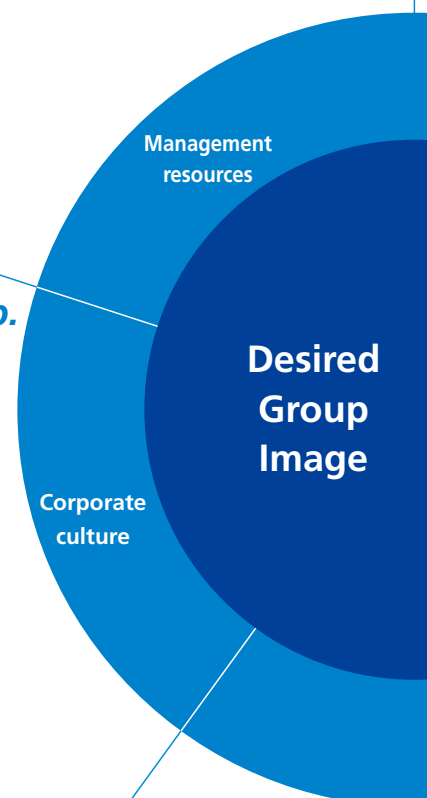 Management
resources
Desired
Group
Image
Corporate
culture